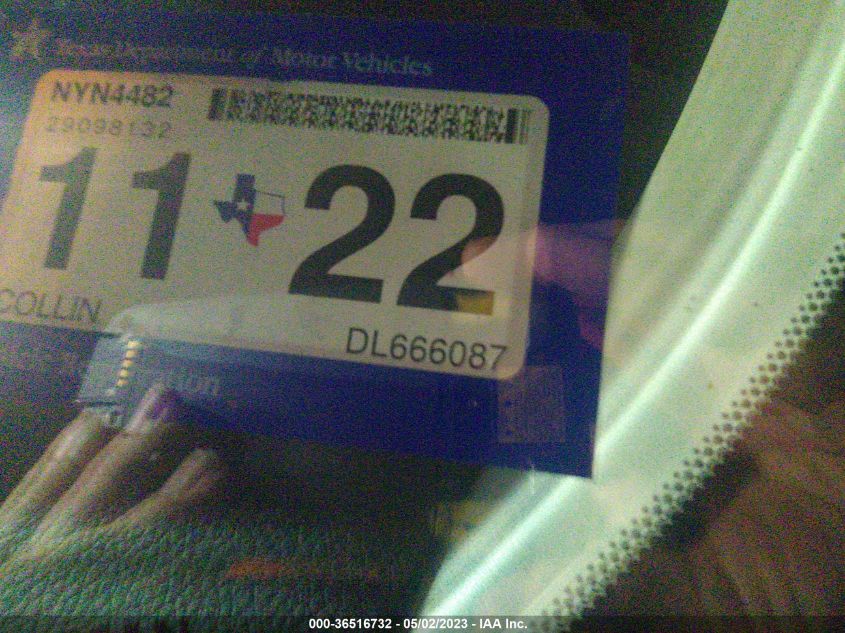 Texas Department of Motor Vehicles
NYN4482
29098132
11 22
COLLIN
DL666087
000-36516732 - 05/02/2023 - IAA Inc.